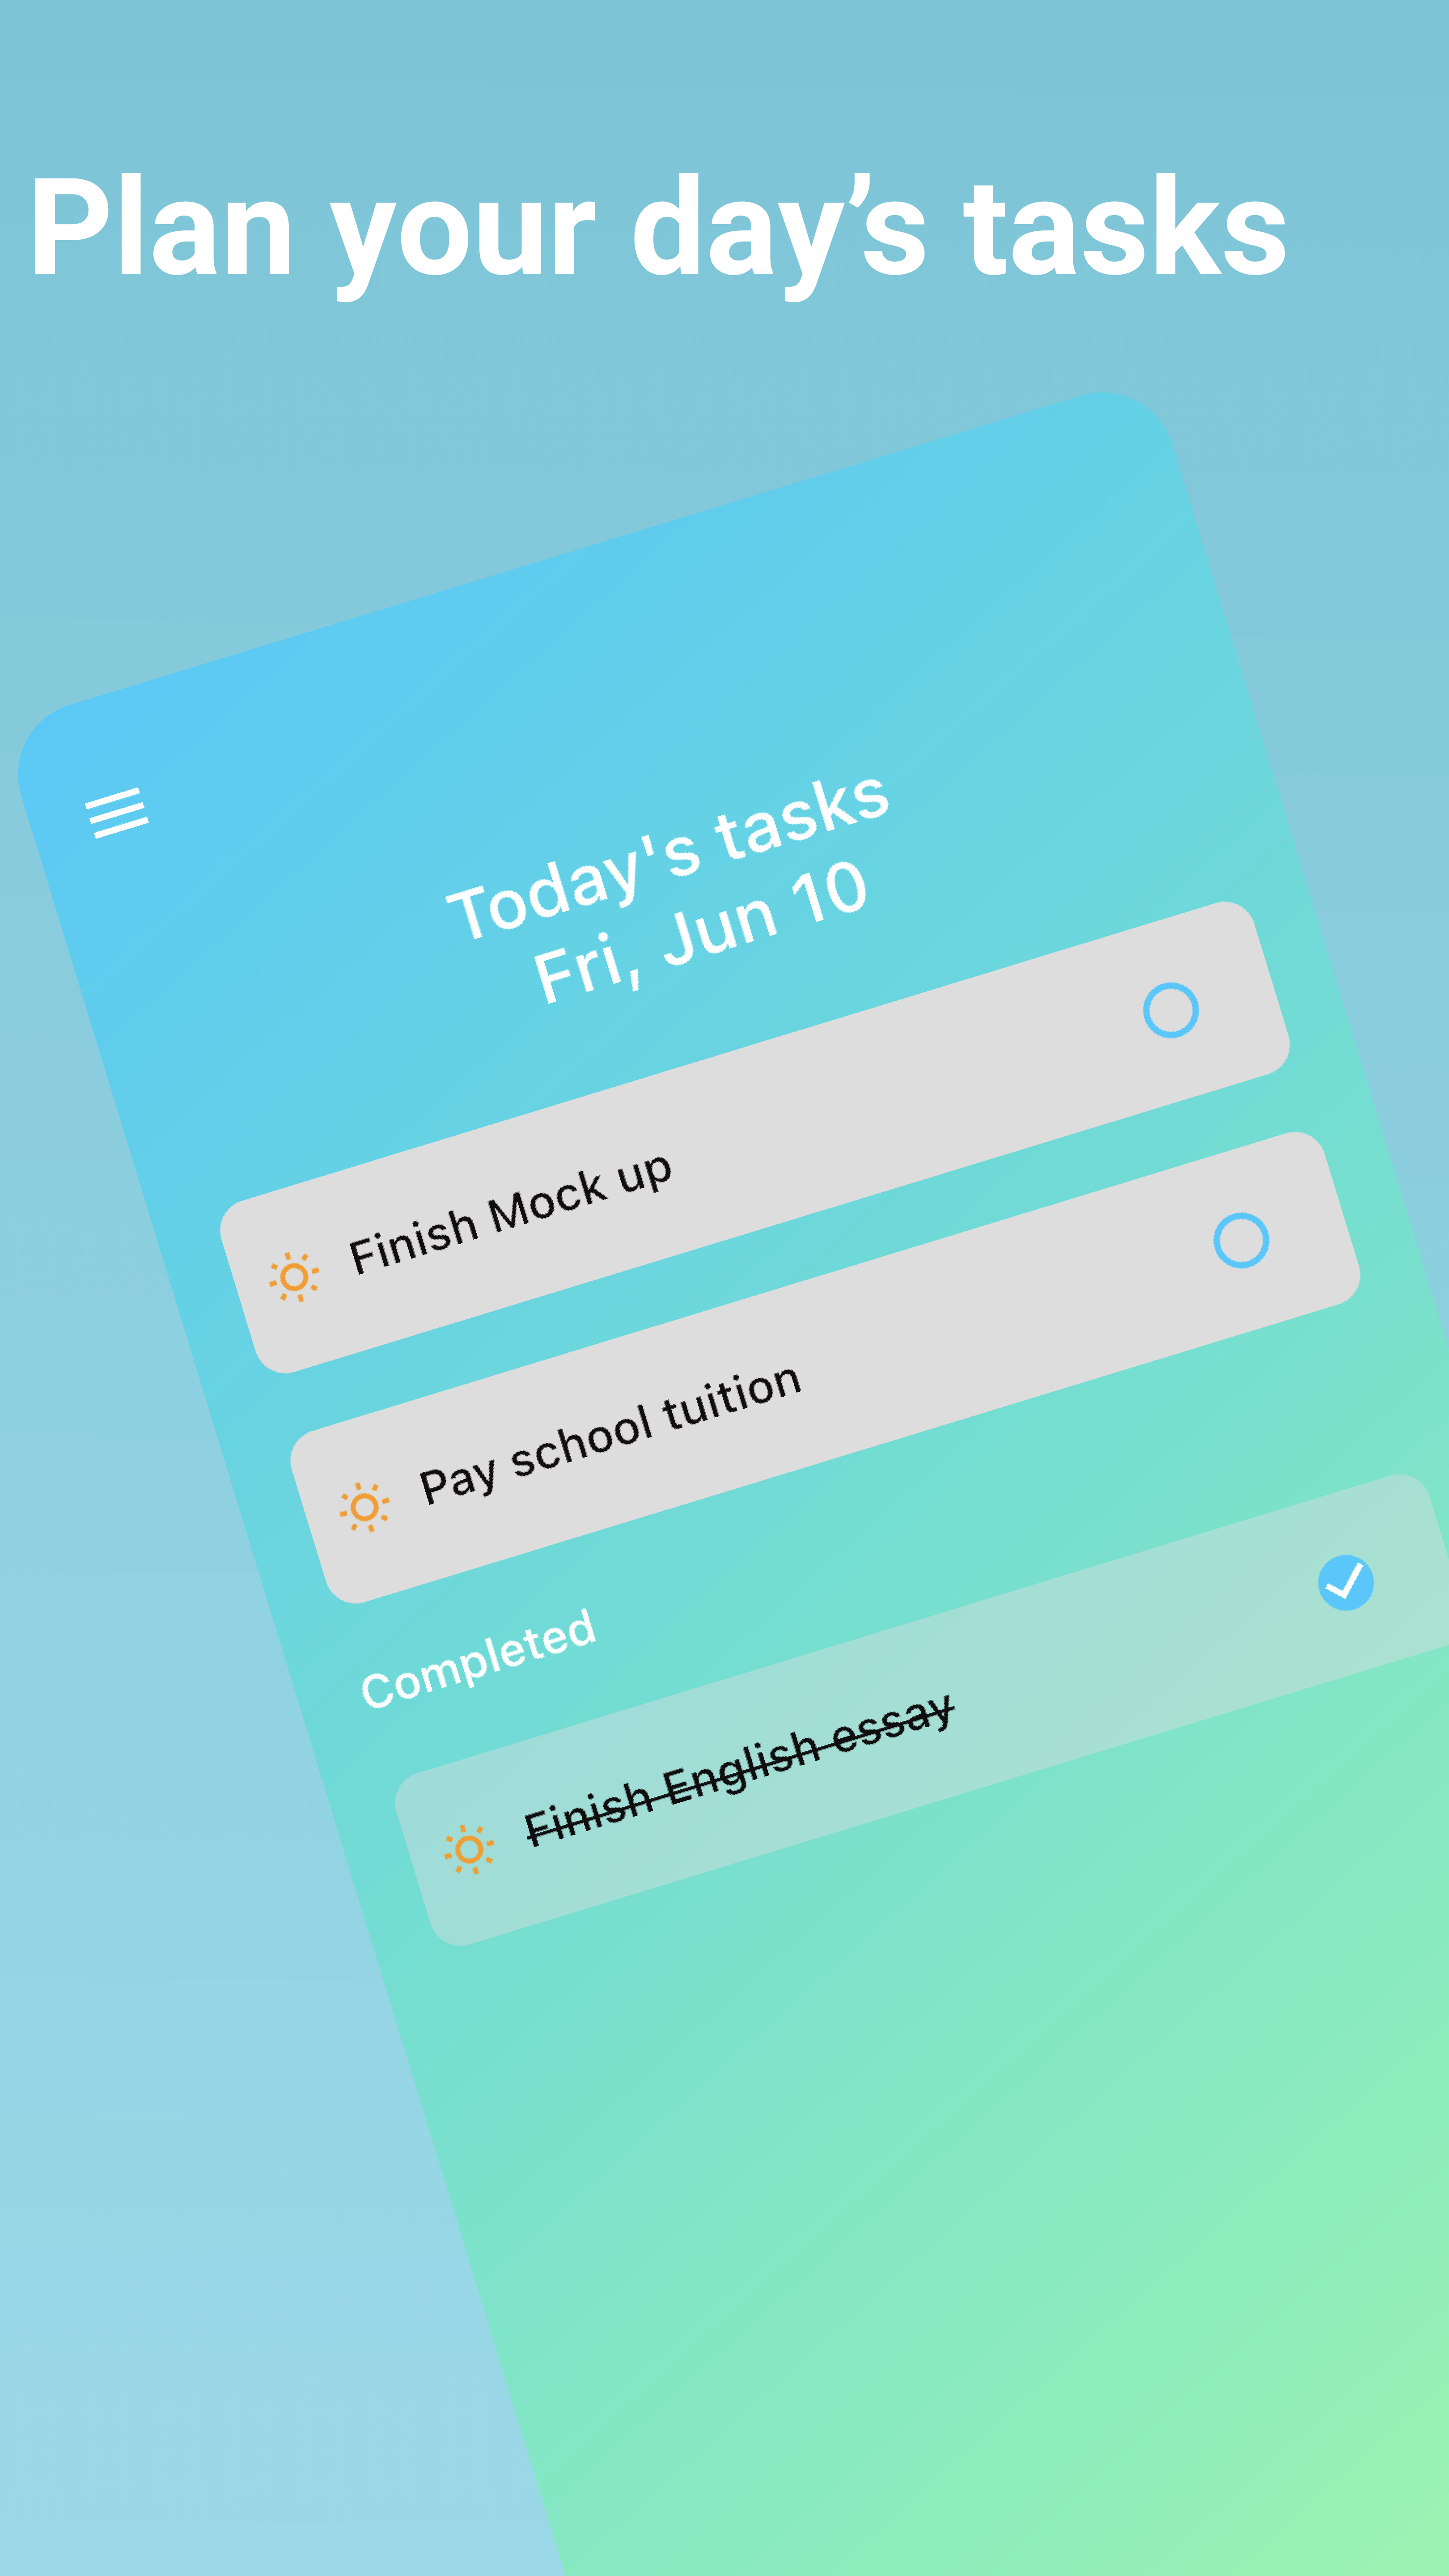 Plan your day’s tasks
Today's tasks
Fri, Jun 10
Finish Mock up
Pay school tuition
Completed
Finish English essay